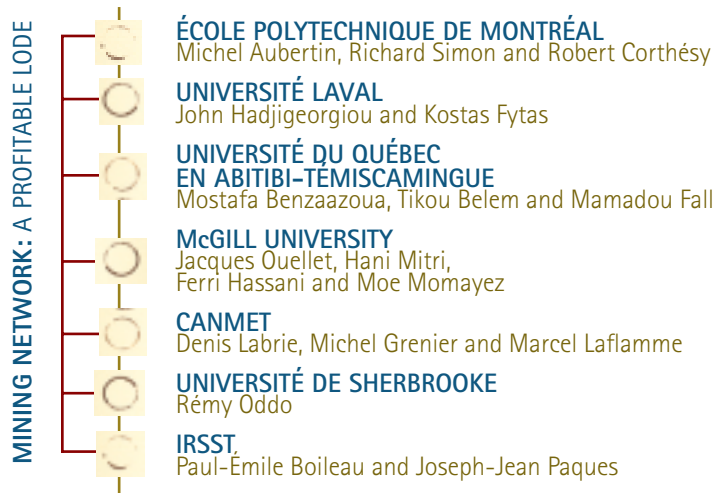 MINING NETWORK: A PROFITABLE LODE
ÉCOLE POLYTECHNIQUE DE MONTRÉAL
Michel Aubertin, Richard Simon and Robert Corthésy
UNIVERSITÉ LAVAL
John Hadjigeorgiou and Kostas Fytas
UNIVERSITÉ DU QUÉBEC
EN ABITIBI-TÉMISCAMINGUE
Mostafa Benzaazoua, Tikou Belem and Mamadou Fall
McGILL UNIVERSITY
Jacques Ouellet, Hani Mitri,
Ferri Hassani and Moe Momayez
CANMET
Denis Labrie, Michel Grenier and Marcel Laflamme
UNIVERSITÉ DE SHERBROOKE
Rémy Oddo
IRSST
Paul-Émile Boileau and Joseph-Jean Paques